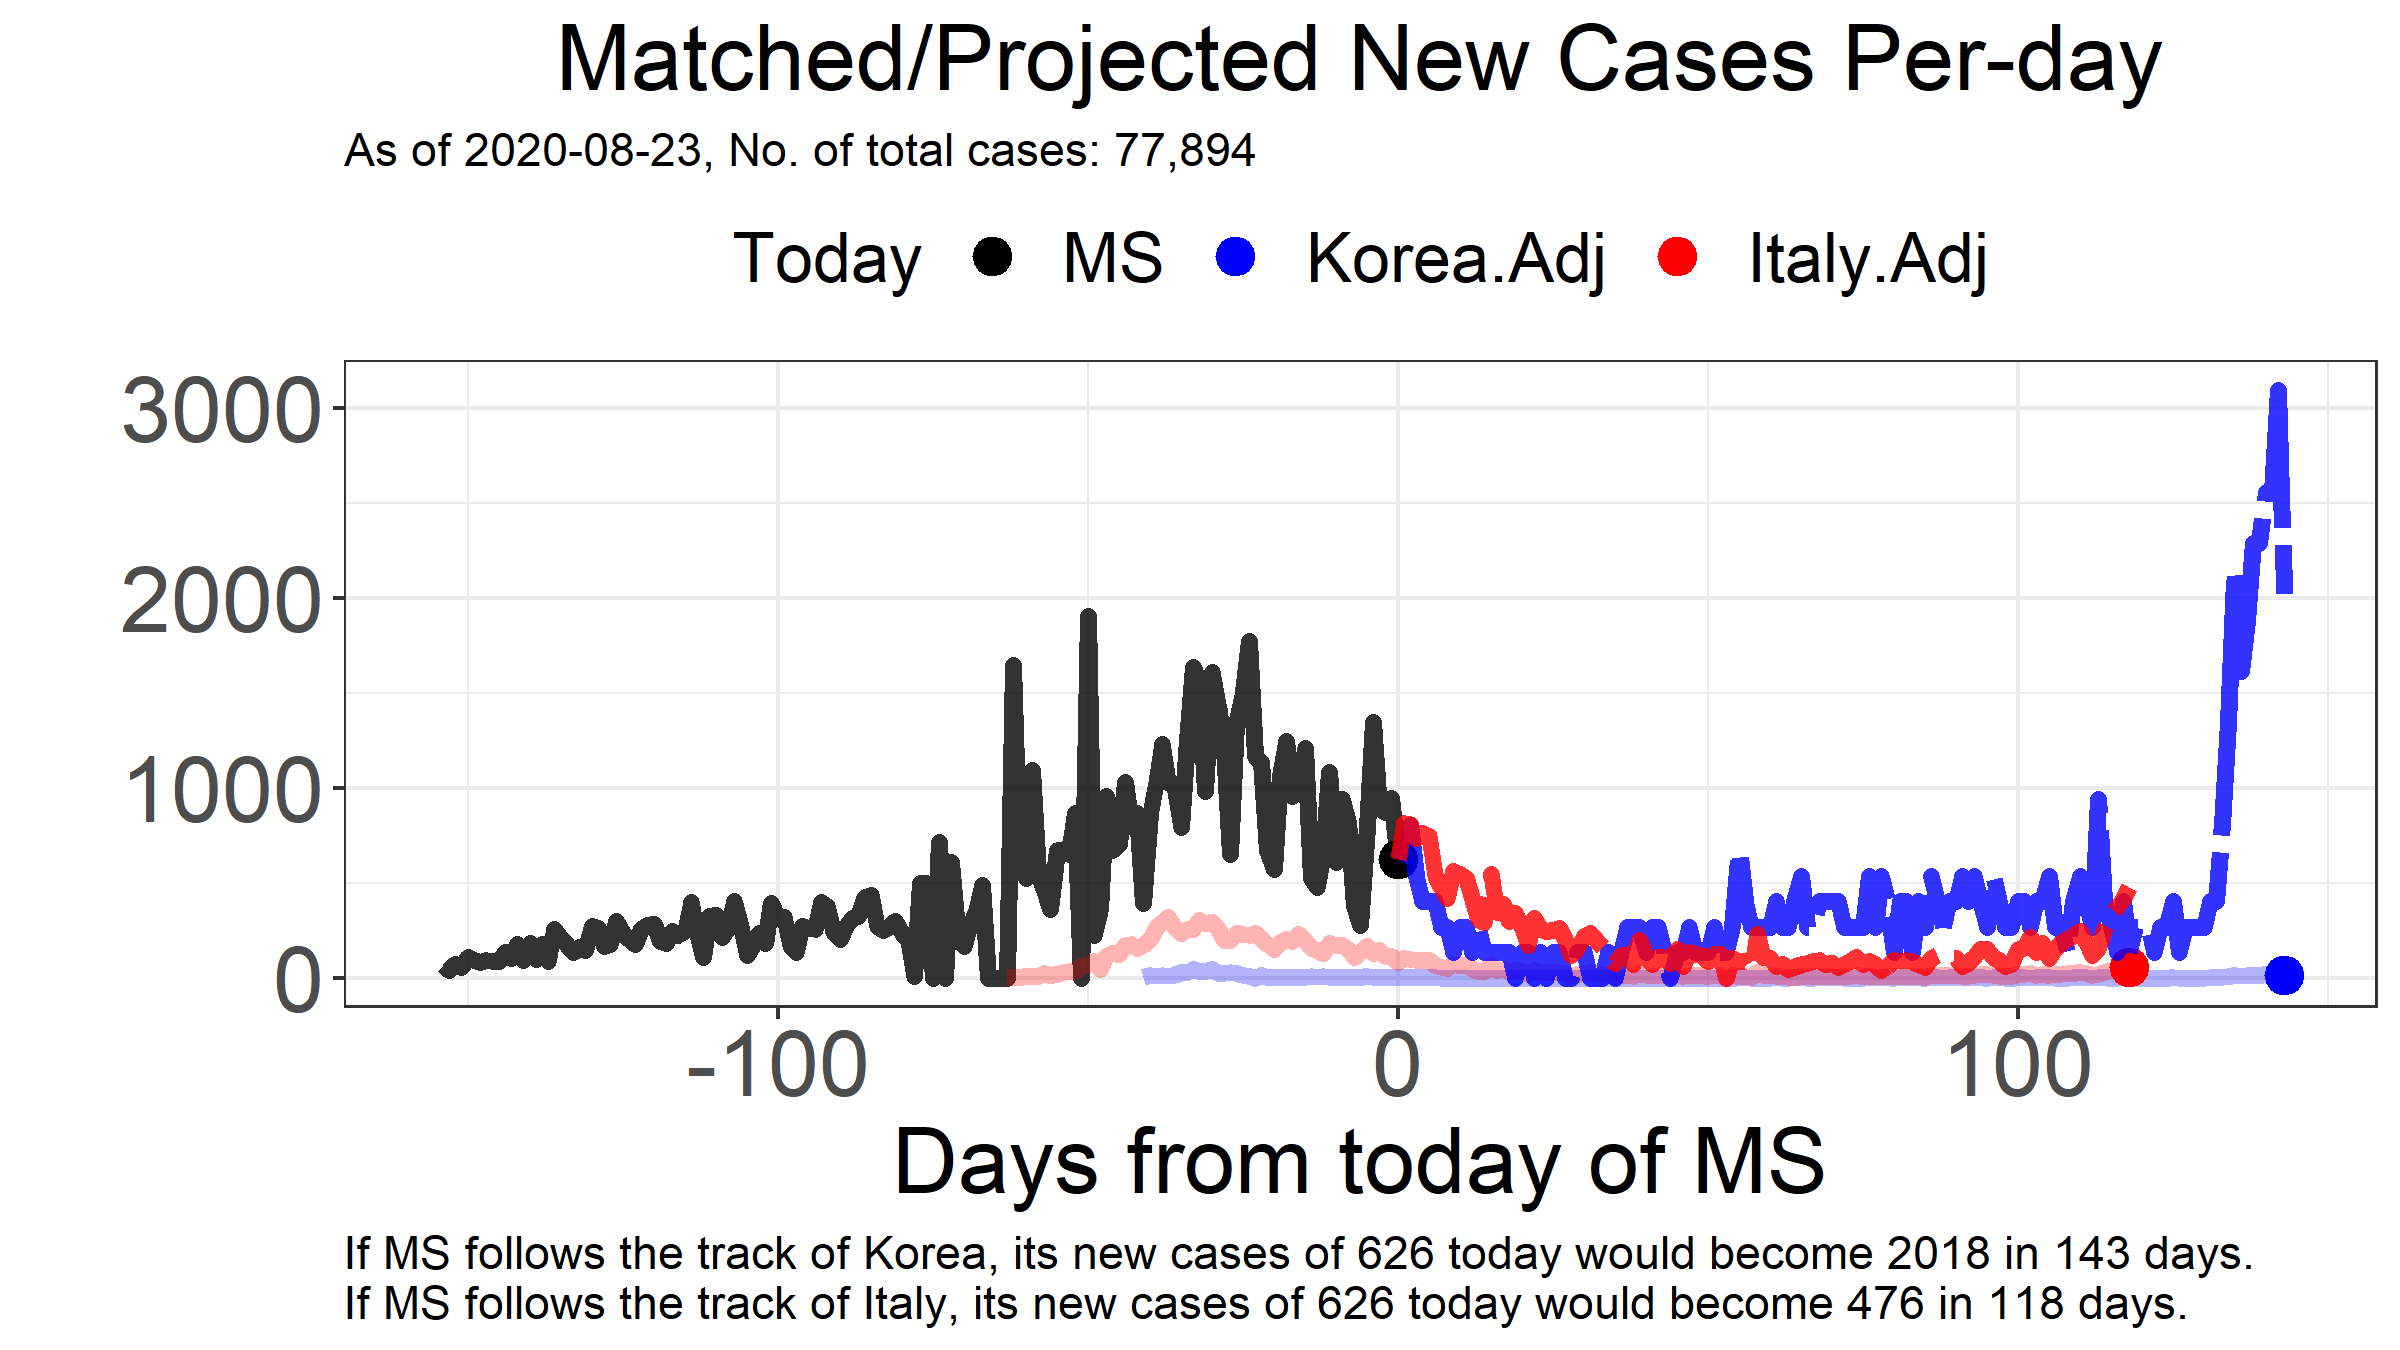 Matched/Projected New Cases Per-day
As of 2020-08-23, No. of total cases: 77,894
Today MS Korea.Adj Italy.Adj
3000
2000
1000
0
-100 0 100
Days from today of MS
If MS follows the track of Korea, its new cases of 626 today would become 2018 in 143 days.
If MS follows the track of Italy, its new cases of 626 today would become 476 in 118 days.